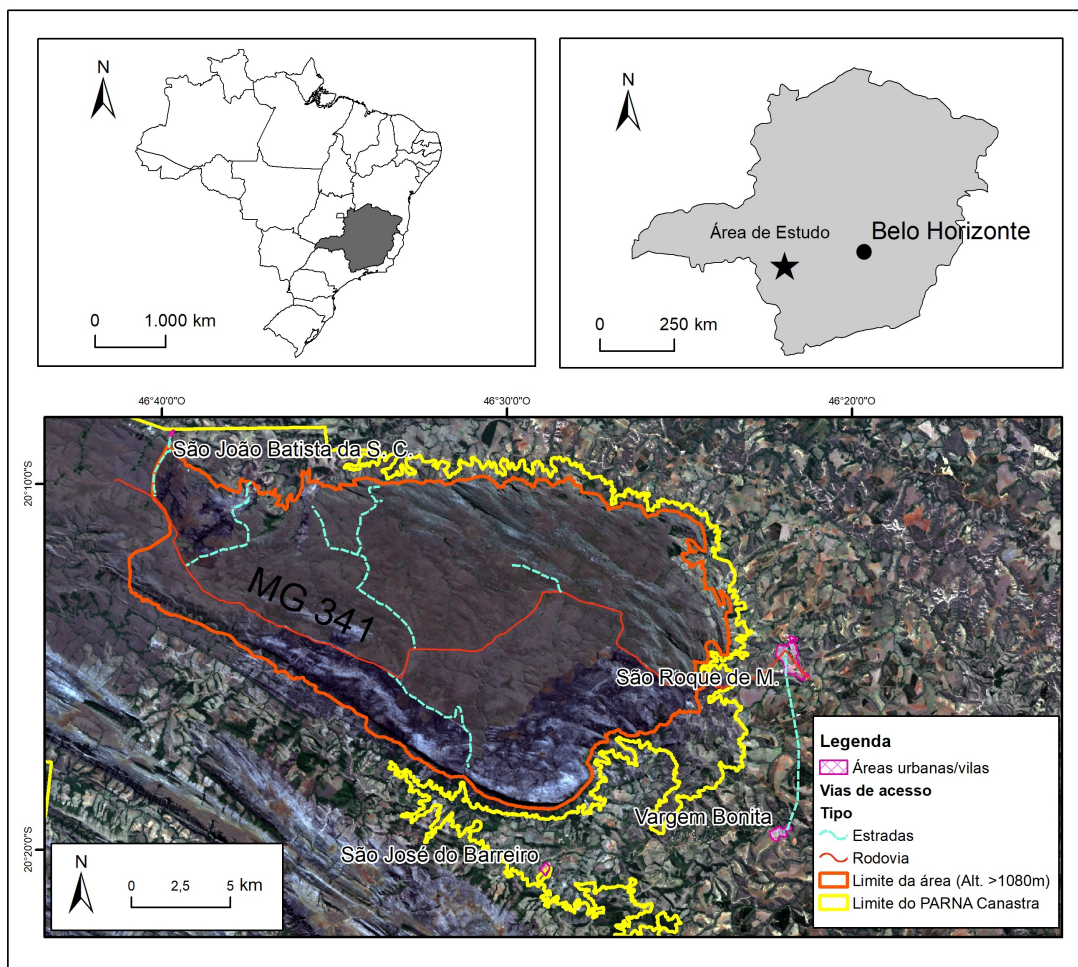 N
0 1.000 km
N
Área de Estudo
Belo Horizonte
0 250 km
46°40'0"O 46°30'0"O 46°20'0"O
20°10'0"S
20°20'0"S
São João Batista da S. C.
MG 341
São Roque de M.
Vargem Bonita
São José do Barreiro
N
0 2,5 5 km
Legenda
Áreas urbanas/vilas
Vias de acesso
Tipo
Estradas
Rodovia
Limite da área (Alt. >1080m)
Limite do PARNA Canastra